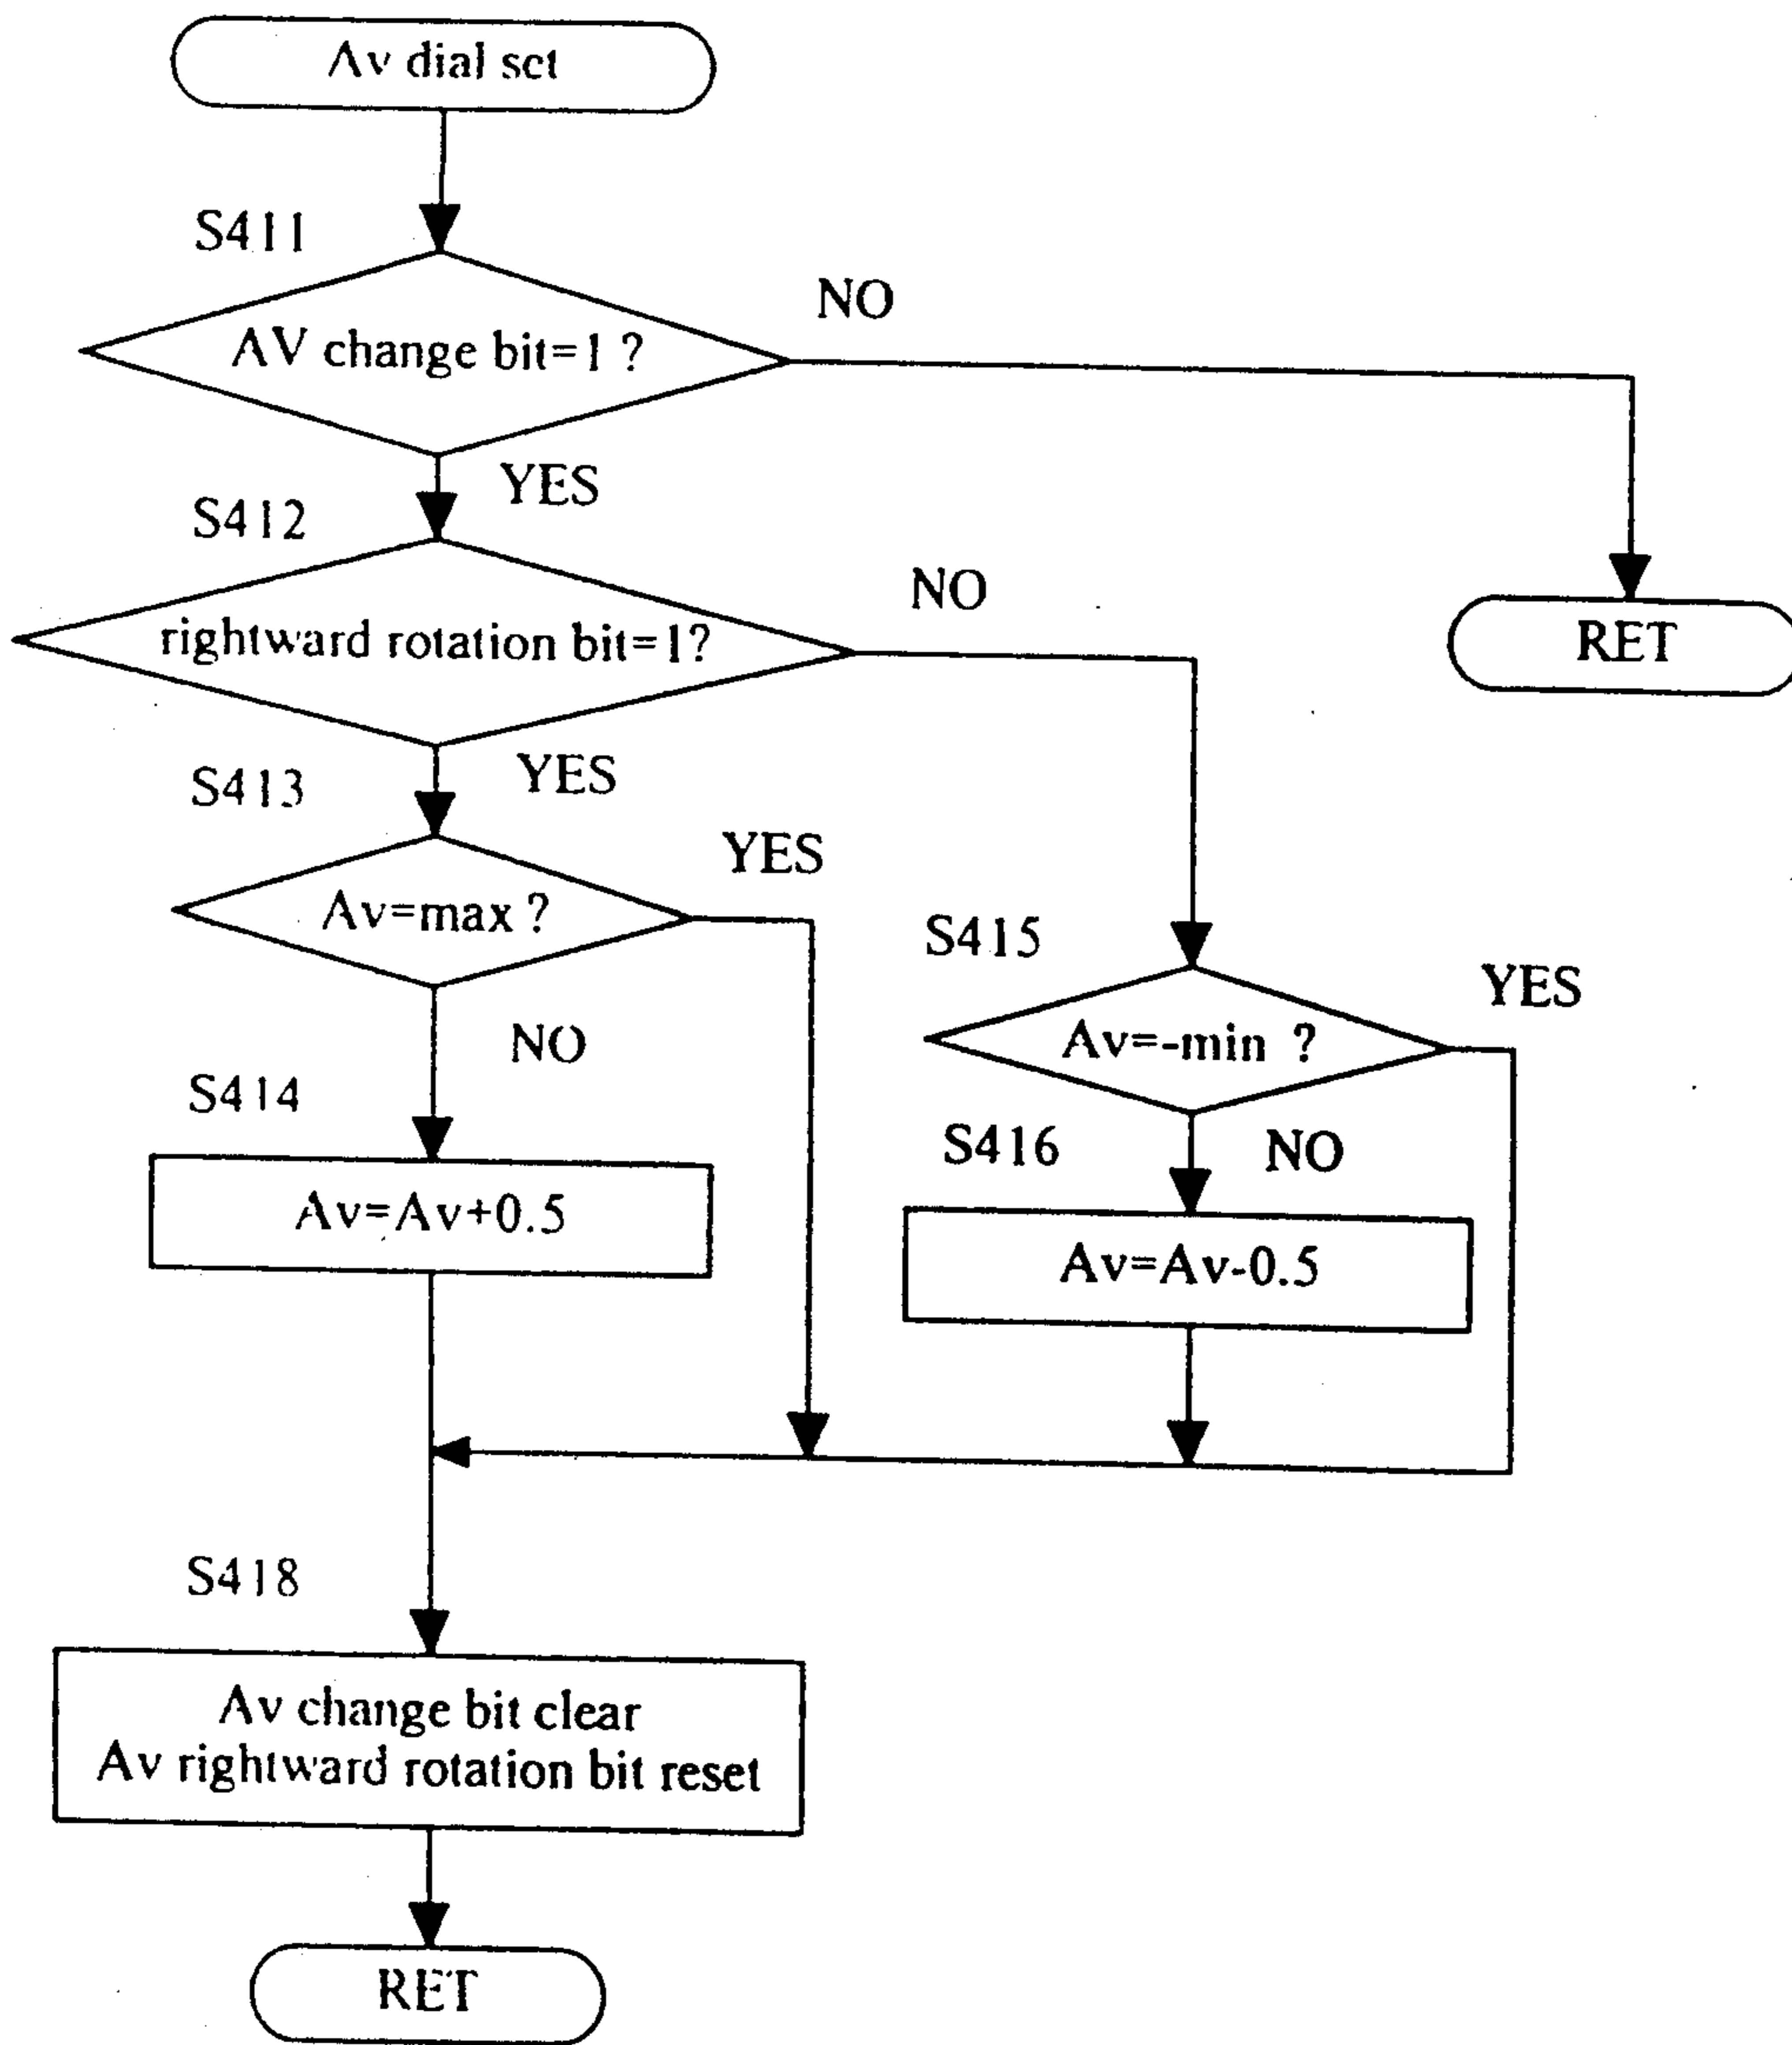 Av dial set
S411
AV change bit=1 ?
NO
YES
S412
rightward rotation bit=1?
NO
RET
YES
S413
Av=max ?
YES
NO
S415
Av=-min ?
YES
S414
Av=Av+0.5
S416
NO
Av=Av-0.5
S418
Av change bit clear
Av rightward rotation bit reset
RET